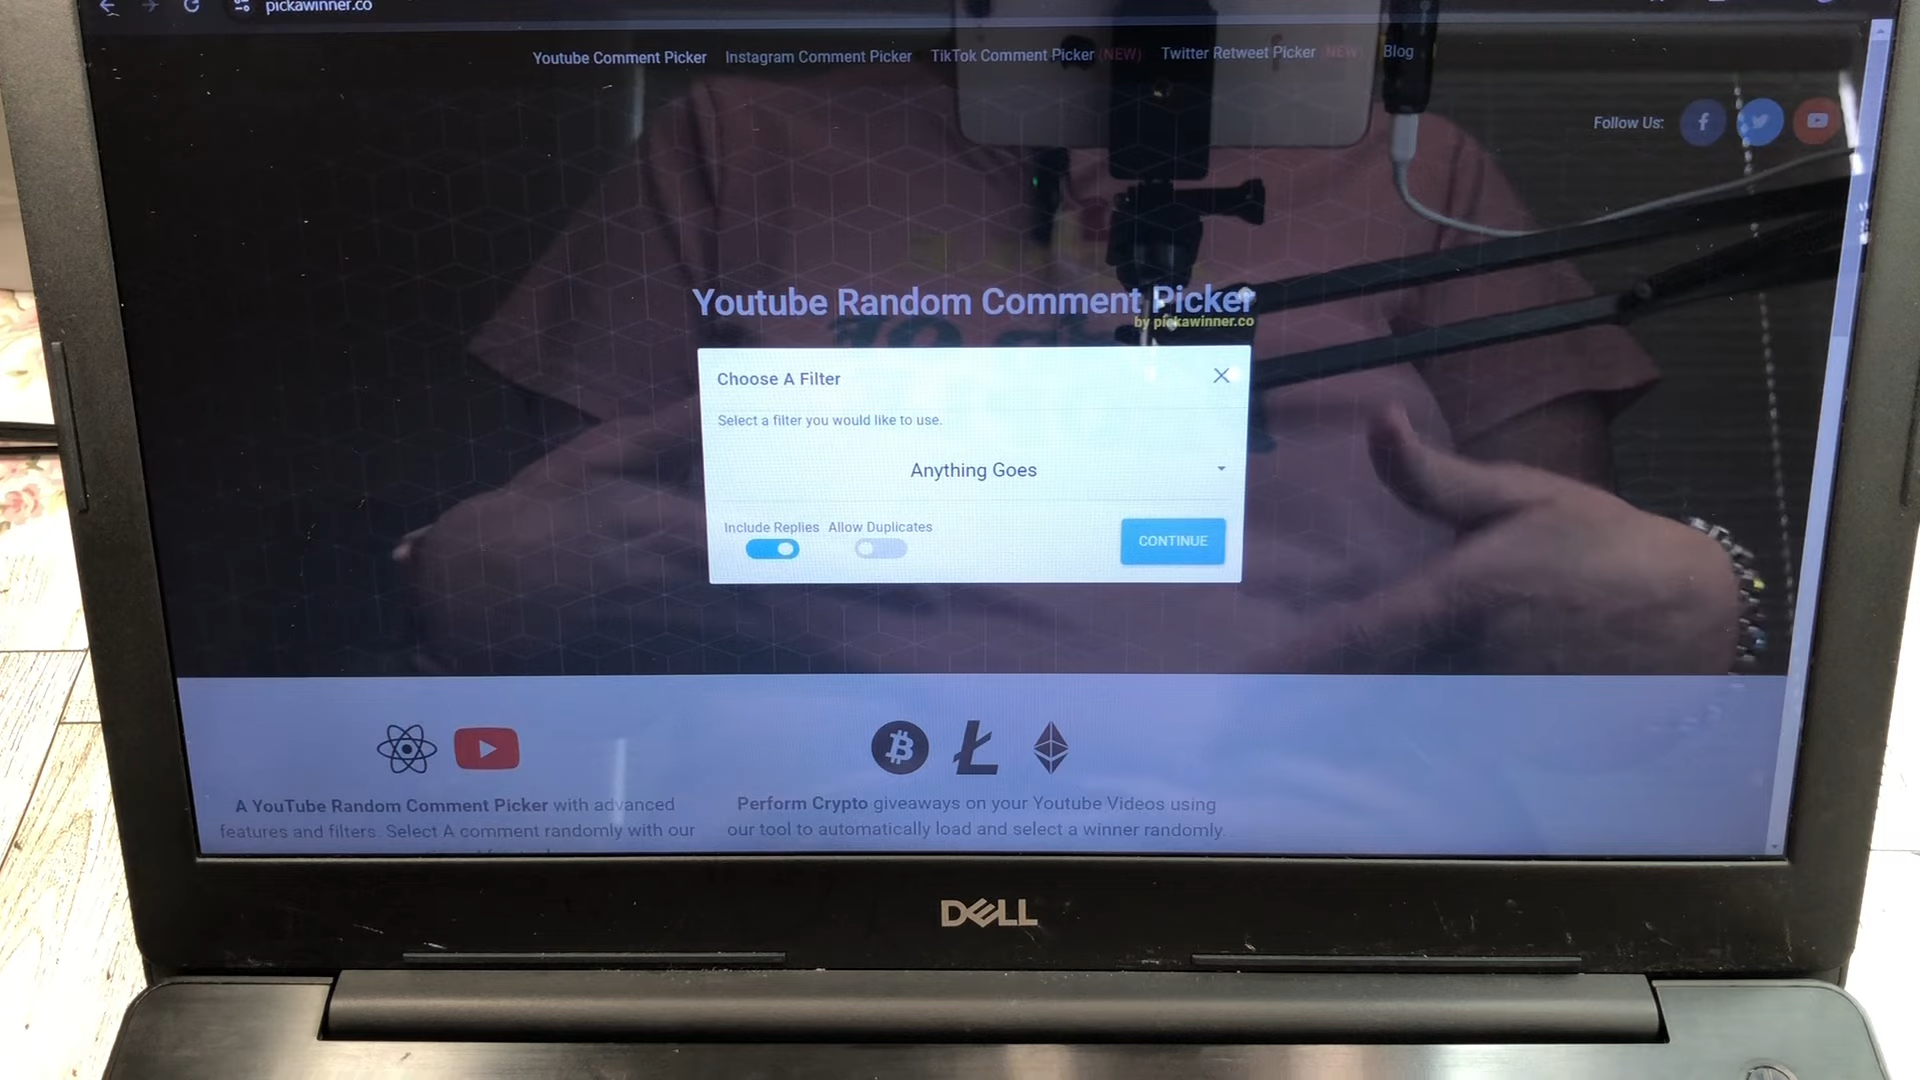 pickawinner.co
Youtube Comment Picker Instagram Comment Picker TikTok Comment Picker (NEW) Twitter Retweet Picker (NEW) Blog
Follow Us:
Youtube Random Comment Picker
by pickawinner.co
Choose A Filter
Select a filter you would like to use.
Anything Goes
Include Replies Allow Duplicates
CONTINUE
A YouTube Random Comment Picker with advanced
features and filters. Select A comment randomly with our
Perform Crypto giveaways on your Youtube Videos using
our tool to automatically load and select a winner randomly.
DELL